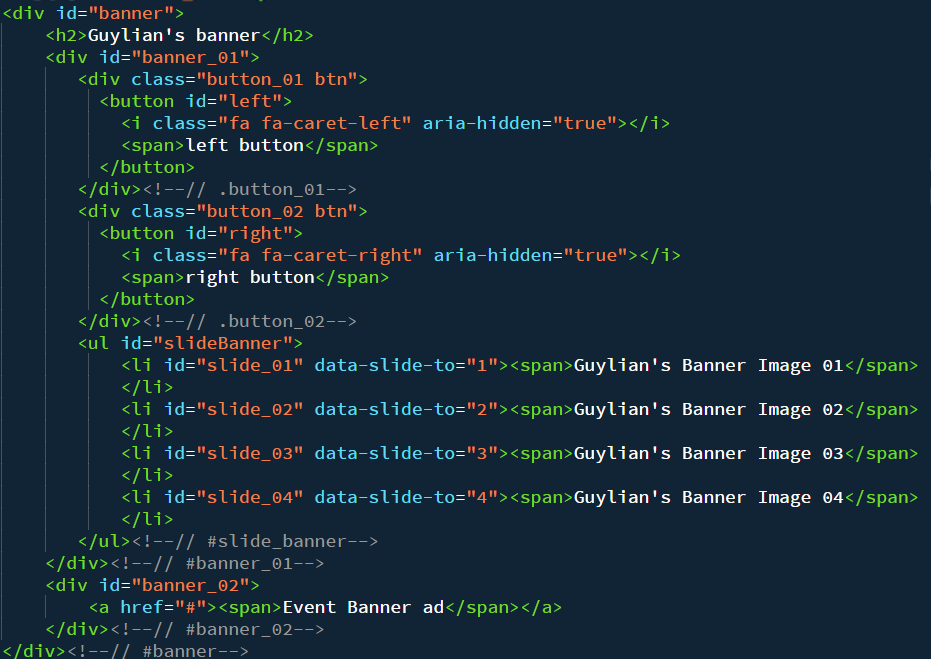 <div id="banner">
<h2>Guylian's banner</h2>
<div id="banner_01">
<div class="button_01 btn">
<button id="left">
<i class="fa fa-caret-left" aria-hidden="true"></i>
<span>left button</span>
</button>
</div><!--// .button_01-->
<div class="button_02 btn">
<button id="right">
<i class="fa fa-caret-right" aria-hidden="true"></i>
<span>right button</span>
</button>
</div><!--// .button_02-->
<ul id="slideBanner">
<li id="slide_01" data-slide-to="1"><span>Guylian's Banner Image 01</span>
</li>
<li id="slide_02" data-slide-to="2"><span>Guylian's Banner Image 02</span>
</li>
<li id="slide_03" data-slide-to="3"><span>Guylian's Banner Image 03</span>
</li>
<li id="slide_04" data-slide-to="4"><span>Guylian's Banner Image 04</span>
</li>
</ul><!--// #slide_banner-->
</div><!--// #banner_01-->
<div id="banner_02">
<a href="#"><span>Event Banner ad</span></a>
</div><!--// #banner_02-->
</div><!--// #banner-->